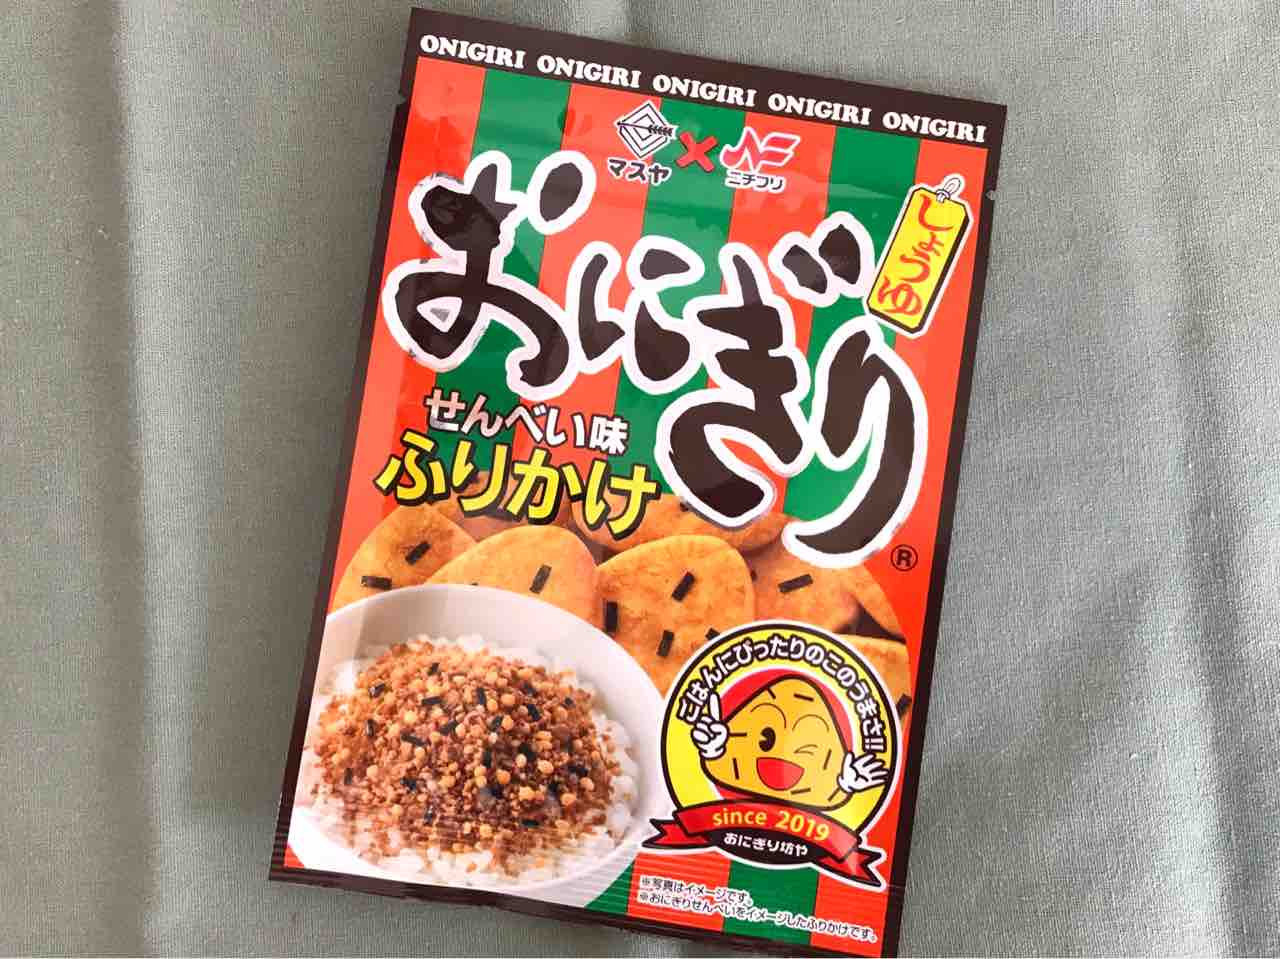 ONIGIRI ONIGIRI ONIGIRI ONIGIRI ONIGIRI
マスヤ × NF ニチフリ
おにぎり
®
しょうゆ
せんべい味
ふりかけ
ごはんにぴったりのこのうまさ!!
since 2019
おにぎり坊や
※写真はイメージです。
※おにぎりせんべいをイメージしたふりかけです。